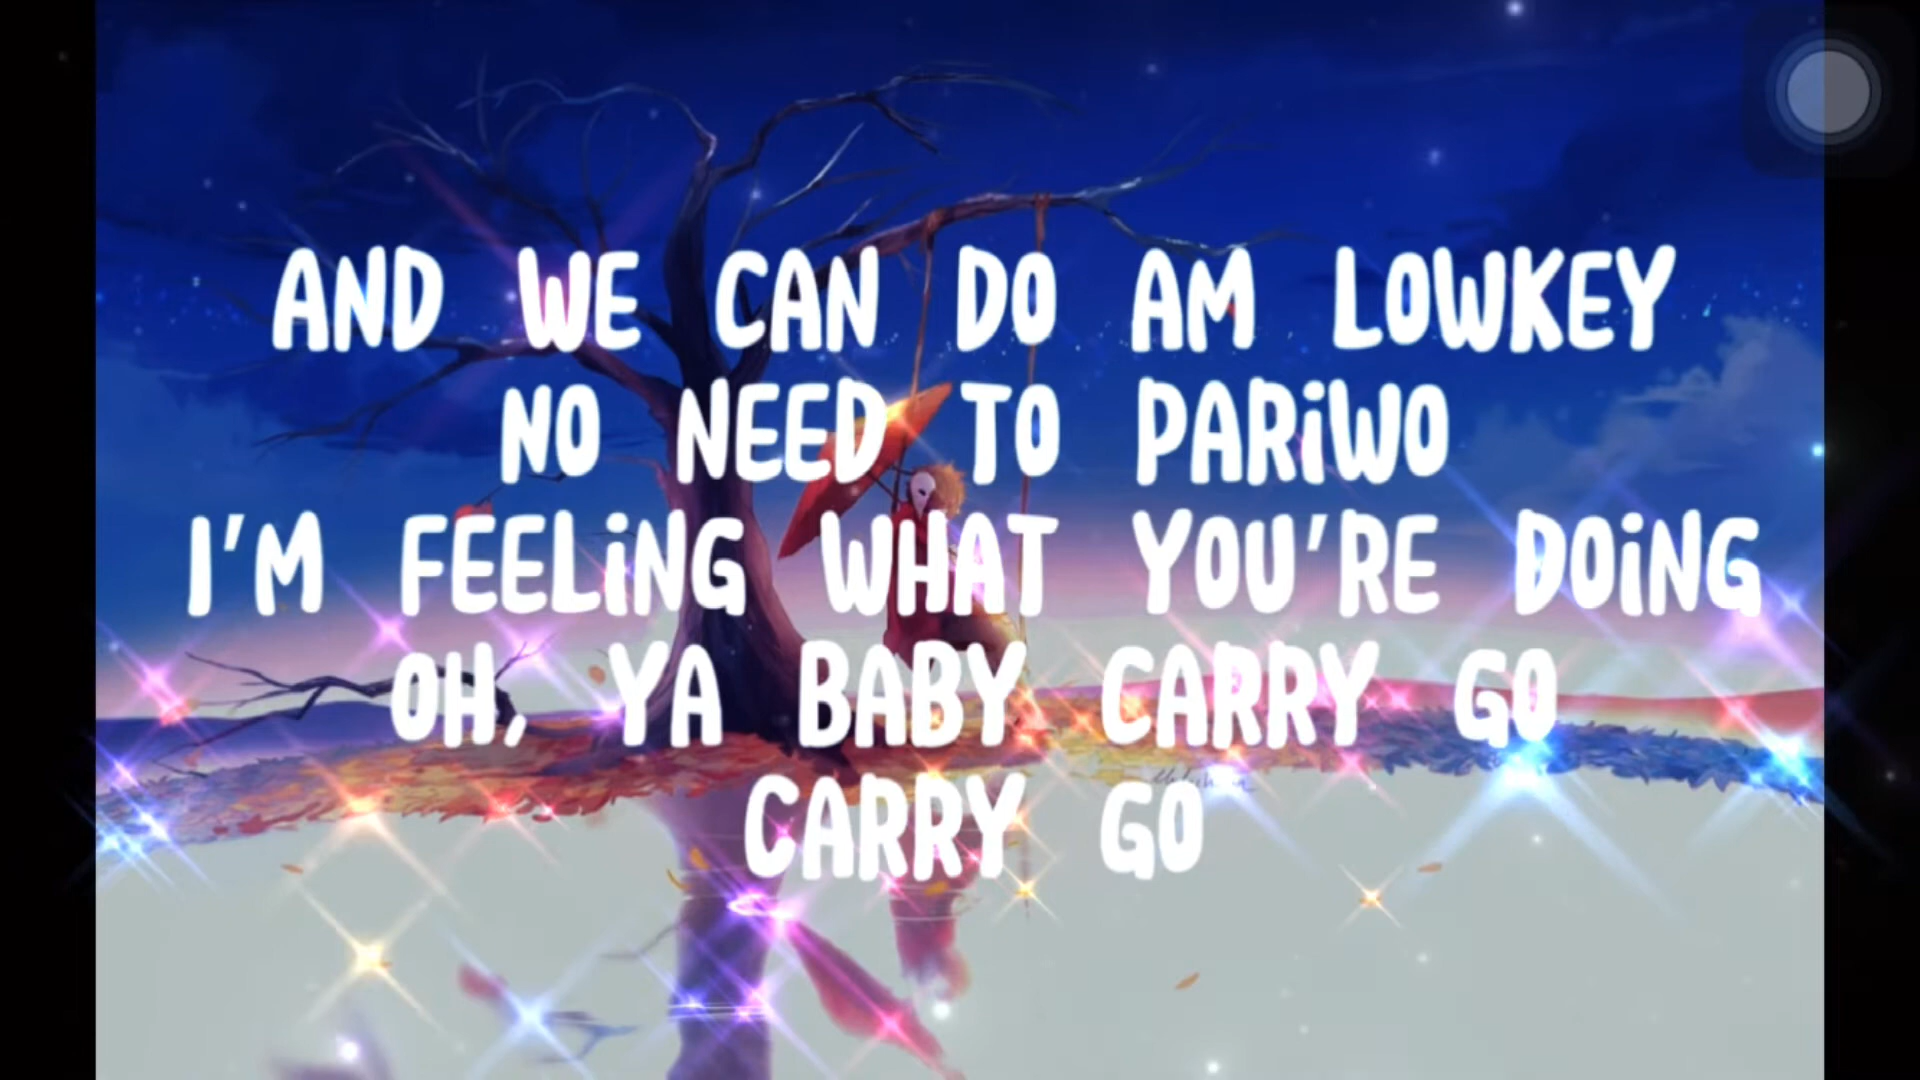 AND WE CAN DO AM LOWKEY
NO NEED TO PARiWO
I'M FEELiNG WHAT YOU'RE DOiNG
OH, YA BABY CARRY GO
CARRY GO